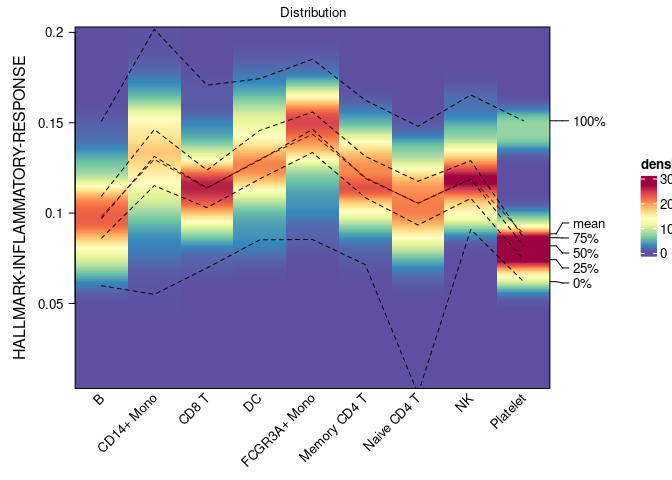 Distribution
HALLMARK-INFLAMMATORY-RESPONSE
0.2
0.15
0.1
0.05
B
CD14+ Mono
CD8 T
DC
FCGR3A+ Mono
Memory CD4 T
Naive CD4 T
NK
Platelet
100%
mean
75%
50%
25%
0%
dens
30
20
10
0